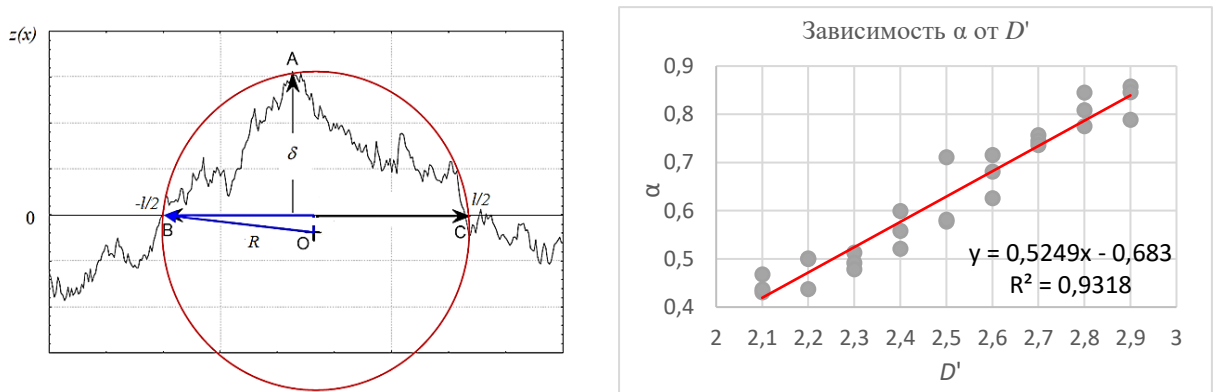 z(x)
A
δ
-l/2
l/2
0
B
R
O
C
Зависимость α от D'
0,9
0,8
0,7
0,6
0,5
0,4
α
y = 0,5249x - 0,683
R² = 0,9318
2 2,1 2,2 2,3 2,4 2,5 2,6 2,7 2,8 2,9 3
D'